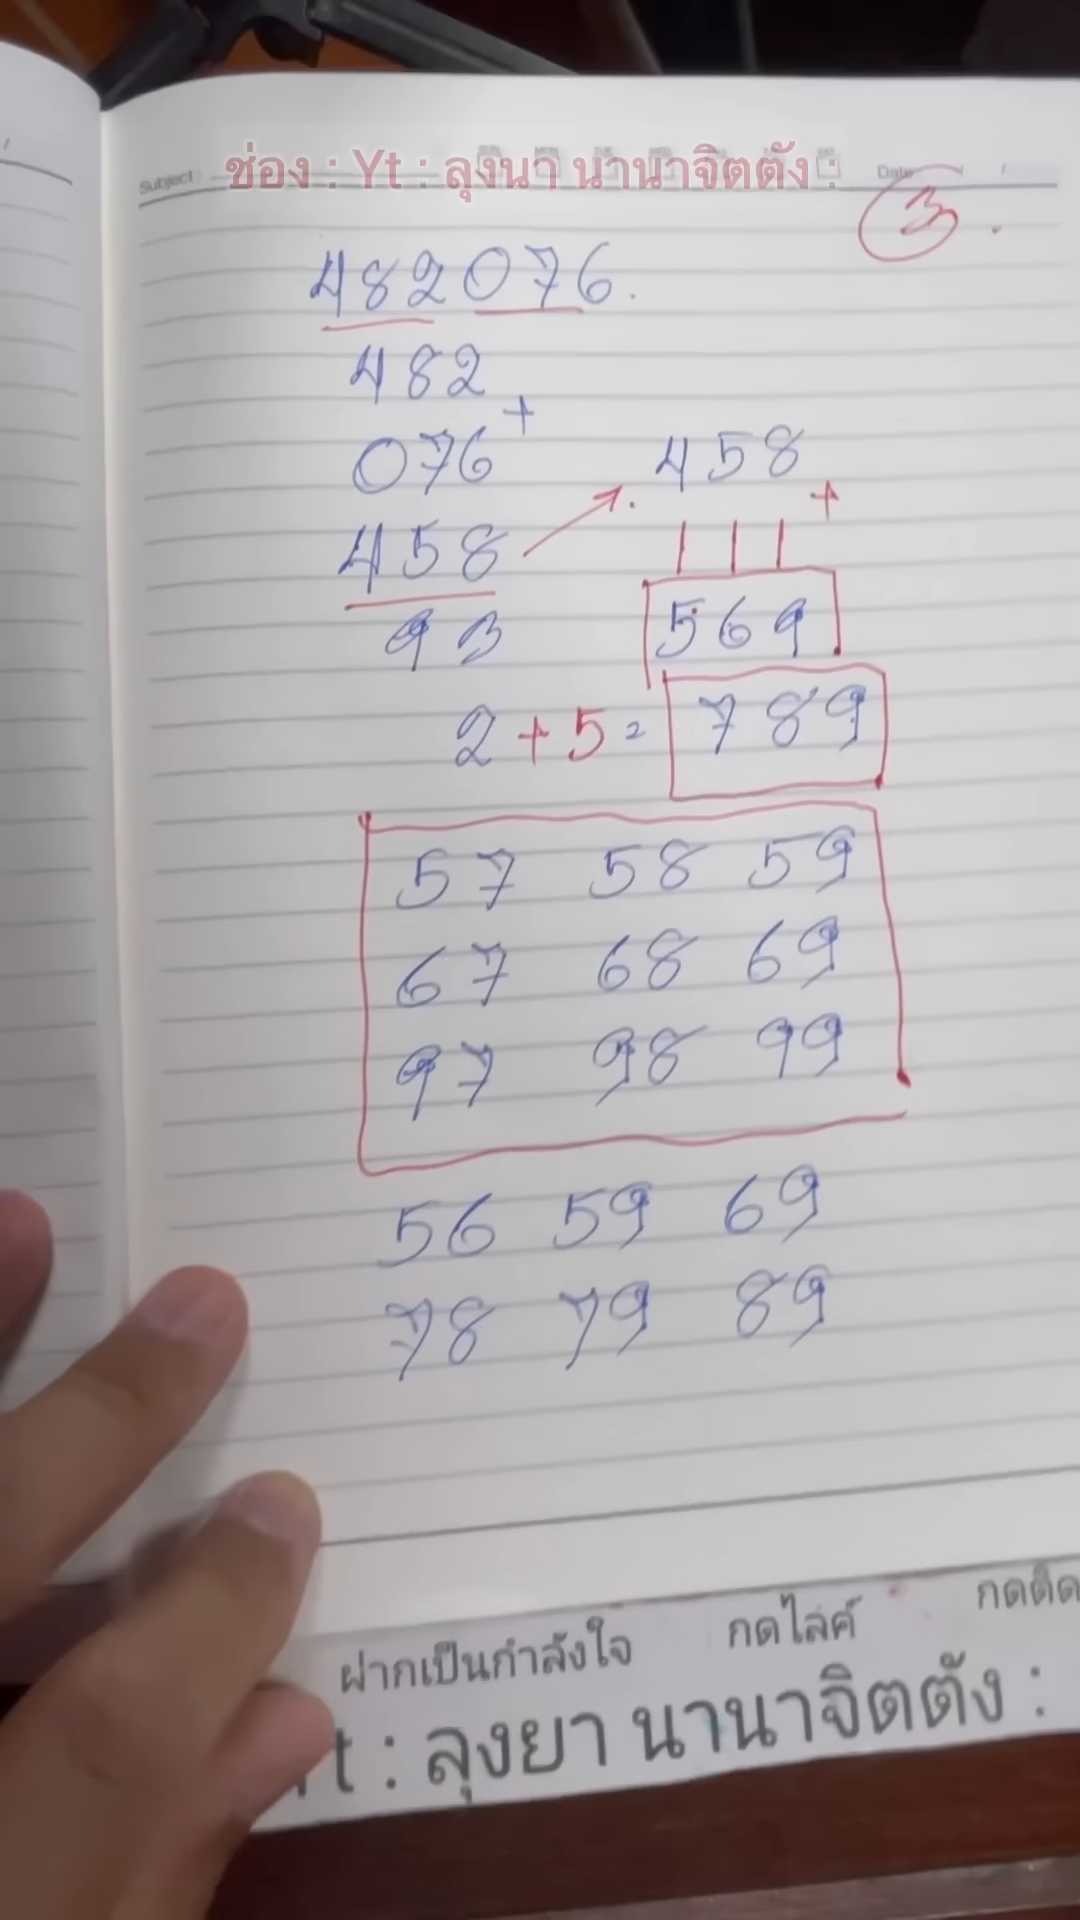 Subject ช่อง : Yt : ลุงนา นานาจิตตัง : Date
3.
482076.
482
+
076
458
+
458
111
93
569
2+5= 789
57 58 59
67 68 69
97 98 99
56 59 69
78 79 89
ฝากเป็นกำลังใจ กดไลค์ กดติด
t : ลุงยา นานาจิตตัง :